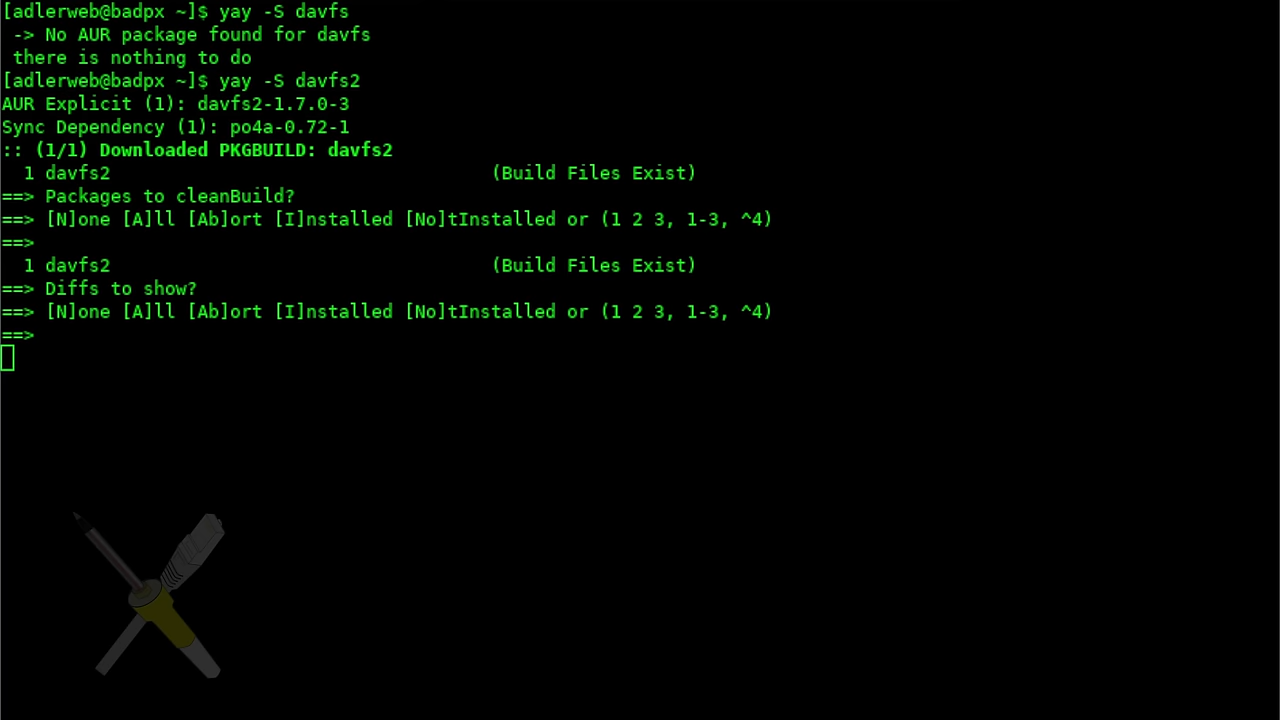 [adlerweb@badpx ~]$ yay -S davfs
 -> No AUR package found for davfs
 there is nothing to do
[adlerweb@badpx ~]$ yay -S davfs2
AUR Explicit (1): davfs2-1.7.0-3
Sync Dependency (1): po4a-0.72-1
:: (1/1) Downloaded PKGBUILD: davfs2
  1 davfs2                                   (Build Files Exist)
==> Packages to cleanBuild?
==> [N]one [A]ll [Ab]ort [I]nstalled [No]tInstalled or (1 2 3, 1-3, ^4)
==>
  1 davfs2                                   (Build Files Exist)
==> Diffs to show?
==> [N]one [A]ll [Ab]ort [I]nstalled [No]tInstalled or (1 2 3, 1-3, ^4)
==>